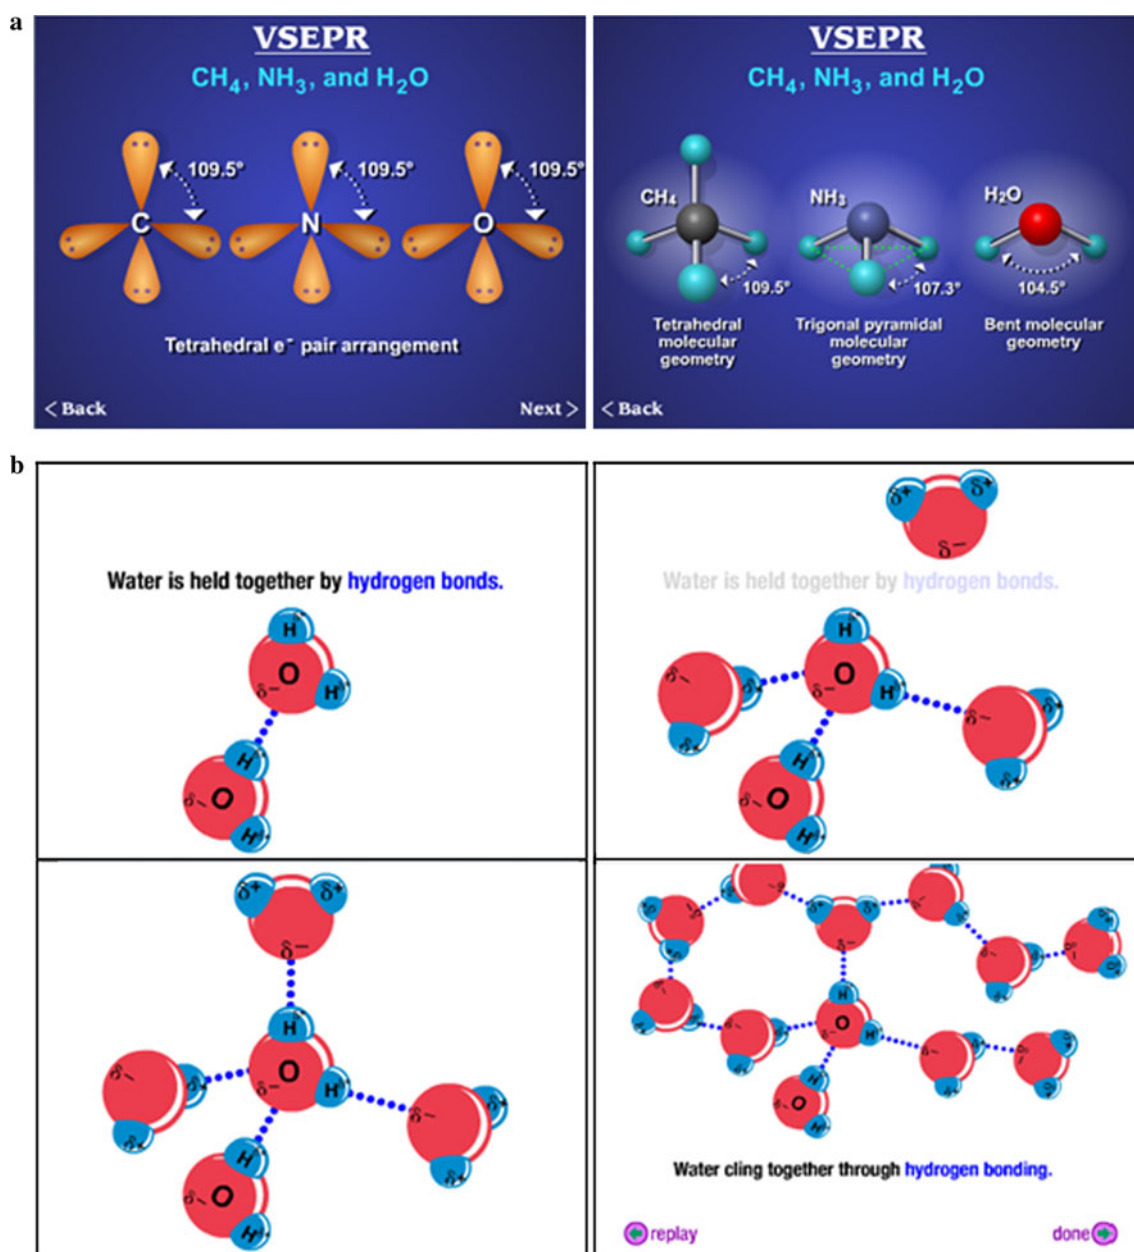 a
VSEPR
CH₄, NH₃, and H₂O
109.5° 109.5° 109.5°
C N O
Tetrahedral e⁻ pair arrangement
< Back Next >
VSEPR
CH₄, NH₃, and H₂O
CH₄ NH₃ H₂O
109.5° 107.3° 104.5°
Tetrahedral
molecular
geometry
Trigonal pyramidal
molecular
geometry
Bent molecular
geometry
< Back
b
Water is held together by hydrogen bonds.
H δ+
O
δ− H δ+
H δ+
δ− O
H δ+
δ+ δ+
δ−
Water is held together by hydrogen bonds.
H δ+
δ− O
δ+ δ− H δ+ δ− δ+
δ+ H δ+ δ+
δ− O
H δ+
δ+ δ+
δ−
H δ+
δ− O
δ+ δ− H δ+ δ− δ+
δ+ H δ+ δ+
δ− O
H δ+
δ+ δ− δ+ δ+ δ+ δ−
δ− δ+ δ+
δ− H δ− δ+ δ−
δ− O H δ+
δ+ H δ− δ+
δ− O
H
Water cling together through hydrogen bonding.
replay done